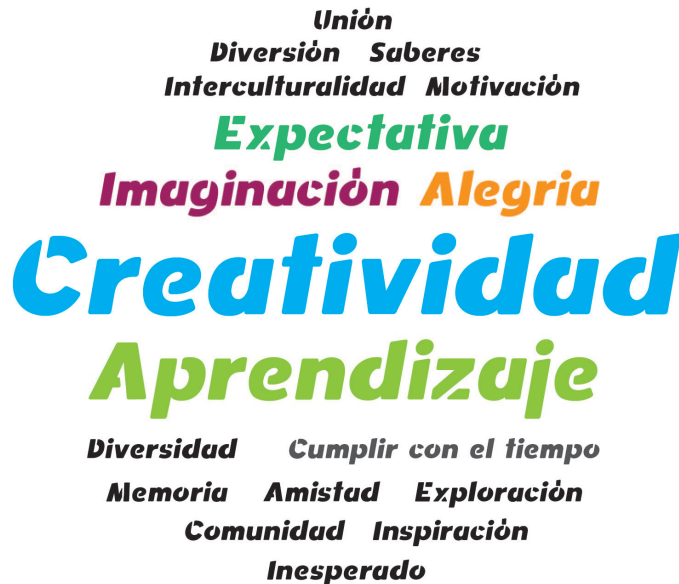 Unión
Diversión Saberes
Interculturalidad Motivación
Expectativa
Imaginación Alegria
Creatividad
Aprendizaje
Diversidad Cumplir con el tiempo
Memoria Amistad Exploración
Comunidad Inspiración
Inesperado